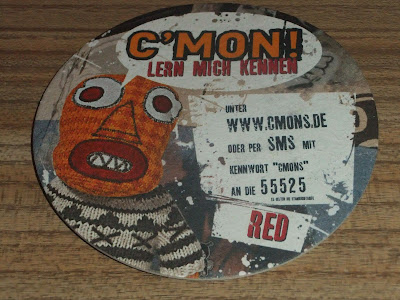 C'MON!
LERN MICH KENNEN
UNTER
WWW.CMONS.DE
ODER PER SMS MIT
KENNWORT "CMONS"
AN DIE 55525
RED